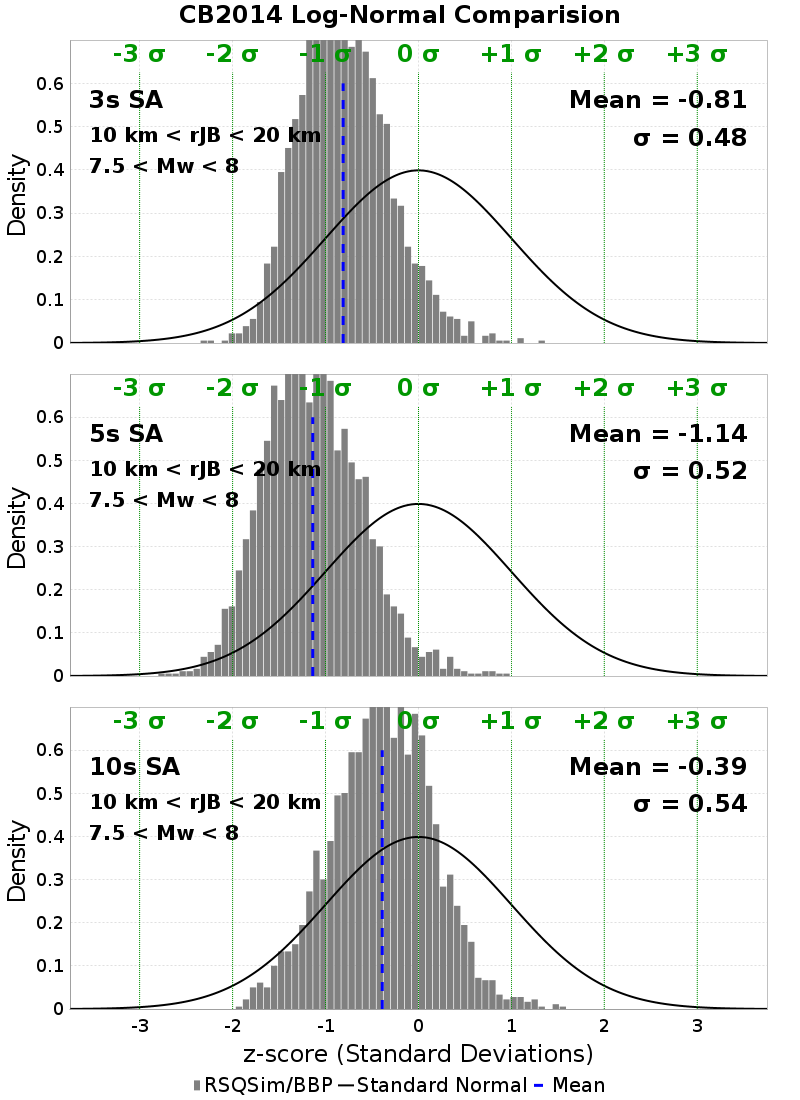 CB2014 Log-Normal Comparision
-3 σ -2 σ -1 σ 0 σ +1 σ +2 σ +3 σ
3s SA
10 km < rJB < 20 km
7.5 < Mw < 8
Mean = -0.81
σ = 0.48
Density
0.6
0.5
0.4
0.3
0.2
0.1
0
-3 σ -2 σ -1 σ 0 σ +1 σ +2 σ +3 σ
5s SA
10 km < rJB < 20 km
7.5 < Mw < 8
Mean = -1.14
σ = 0.52
Density
0.6
0.5
0.4
0.3
0.2
0.1
0
-3 σ -2 σ -1 σ 0 σ +1 σ +2 σ +3 σ
10s SA
10 km < rJB < 20 km
7.5 < Mw < 8
Mean = -0.39
σ = 0.54
Density
0.6
0.5
0.4
0.3
0.2
0.1
0
-3 -2 -1 0 1 2 3
z-score (Standard Deviations)
RSQSim/BBP Standard Normal Mean